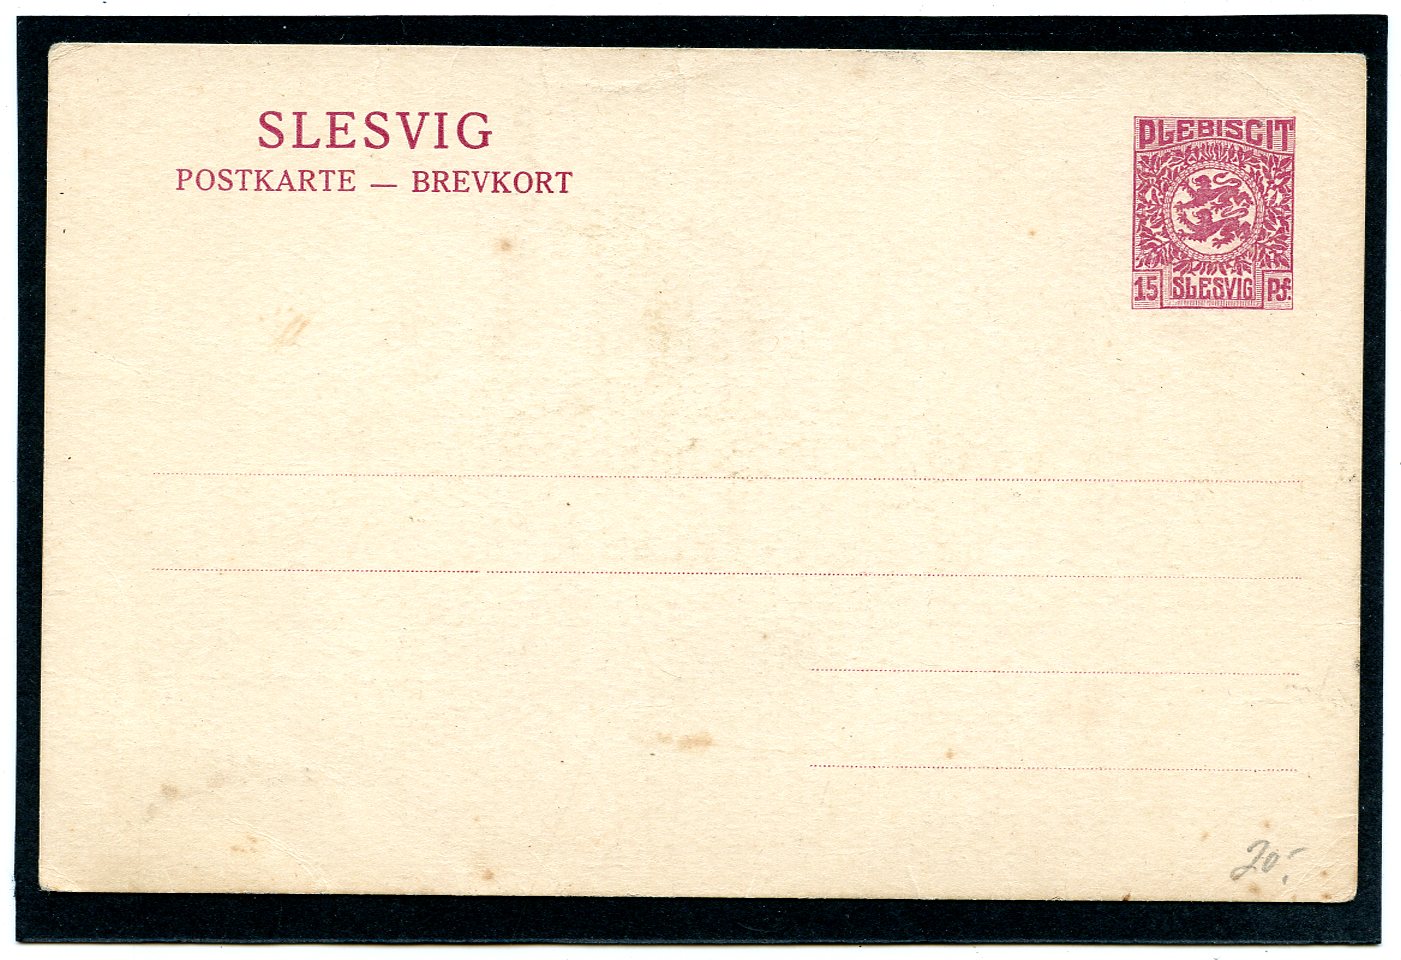 SLESVIG
POSTKARTE — BREVKORT
PLEBISCIT
15 SLESVIG Pf.
20.-